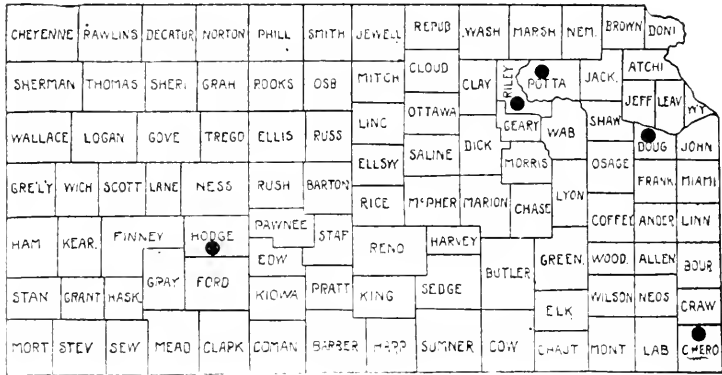 CHEYENNE RAWLINS DECATUR NORTON PHILL SMITH JEWELL REPUB WASH MARSH NEM. BROWN DONI
SHERMAN THOMAS SHERI GRAH ROOKS OSB MITCH CLOUD CLAY RILEY POTTA JACK. ATCHI
JEFF LEAV WY
WALLACE LOGAN GOVE TREGO ELLIS RUSS LINC OTTAWA DICK GEARY WAB SHAW DOUG JOHN
ELLSW SALINE MORRIS OSAGE
GRE'LY WICH SCOTT LANE NESS RUSH BARTON RICE McPHER MARION CHASE LYON FRANK MIAMI
HAM KEAR. FINNEY HODGE PAWNEE STAF RENO HARVEY COFFEE ANDER LINN
EDW BUTLER GREEN. WOOD. ALLEN BOUR
STAN GRANT HASK. GRAY FORD KIOWA PRATT KING SEDGE ELK WILSON NEOS. CRAW
MORT STEV SEW MEAD CLARK COMAN BARBER HARP SUMNER COW CHAUT MONT LAB CHERO